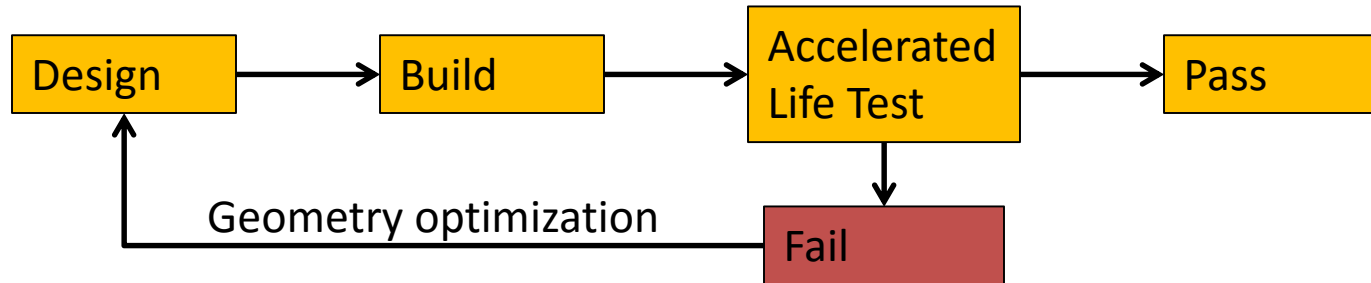 Design
Build
Accelerated
Life Test
Pass
Geometry optimization
Fail